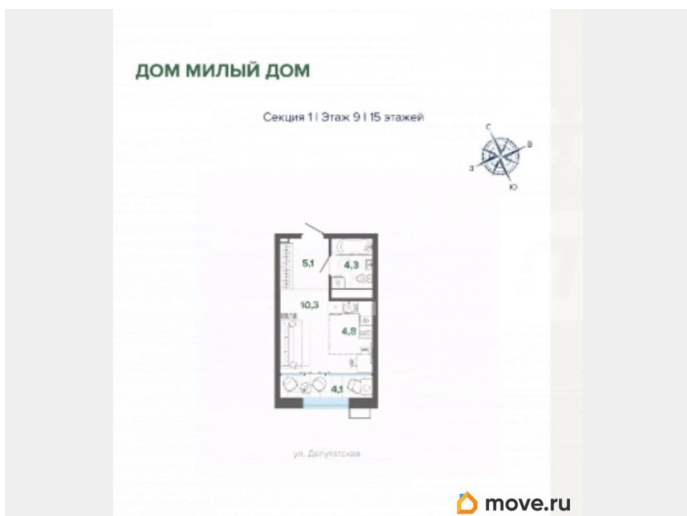 ДОМ МИЛЫЙ ДОМ
Секция 1 | Этаж 9 | 15 этажей
С
В
З
Ю
5,1
4,3
10,3
4,8
4,1
ул. Депутатская
move.ru